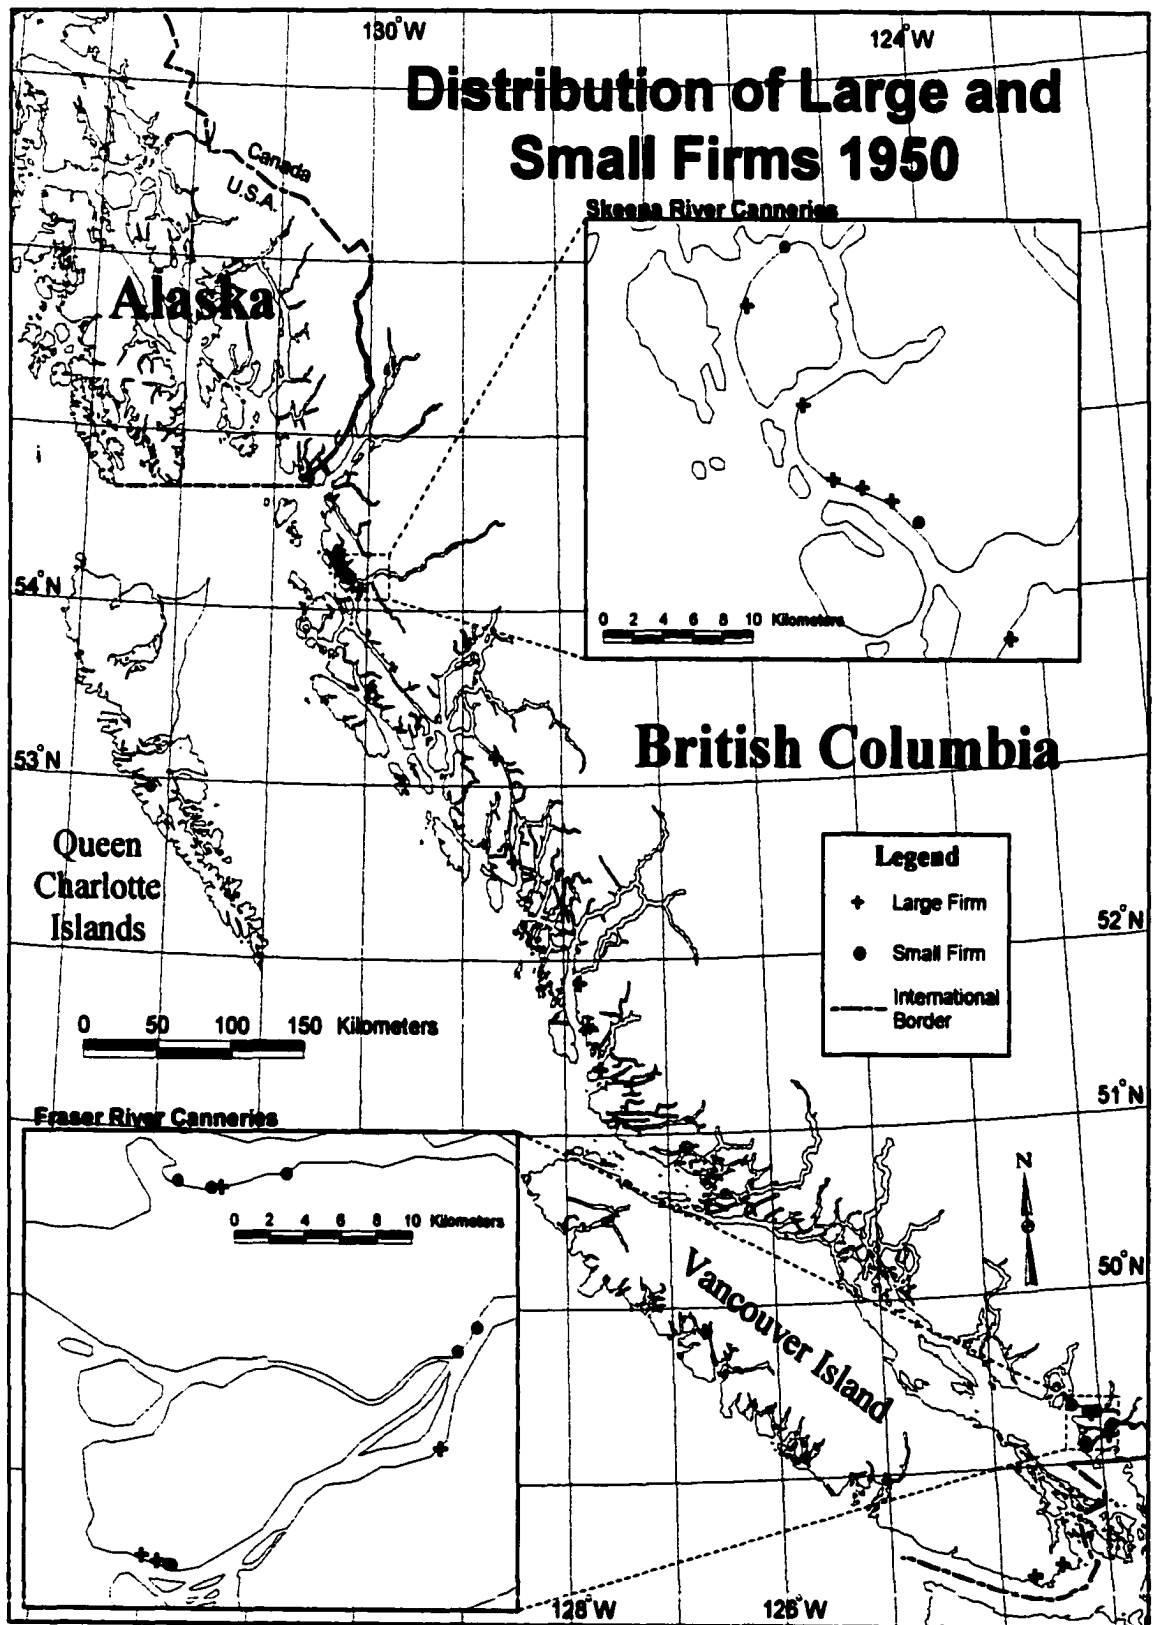 130°W
124°W
Distribution of Large and
Small Firms 1950
Canada
U.S.A.
Skeena River Canneries
Alaska
0 2 4 6 8 10 Kilometers
54°N
British Columbia
53°N
Queen
Charlotte
Islands
Legend
Large Firm
Small Firm
International
Border
52°N
0 50 100 150 Kilometers
51°N
Fraser River Canneries
0 2 4 6 8 10 Kilometers
N
50°N
Vancouver Island
128°W
126°W